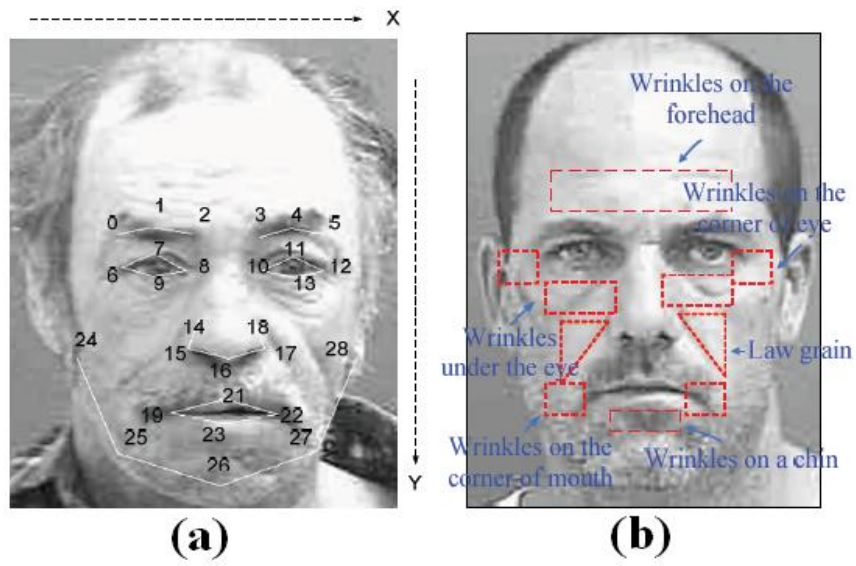 X
Y
0
1
2
3
4
5
6
7
8
9
10
11
12
13
14
15
16
17
18
19
21
22
23
24
25
26
27
28
(a)
Wrinkles on the
forehead
Wrinkles on the
corner of eye
Wrinkles
under the eye
Law grain
Wrinkles on the
corner of mouth
Wrinkles on a chin
(b)